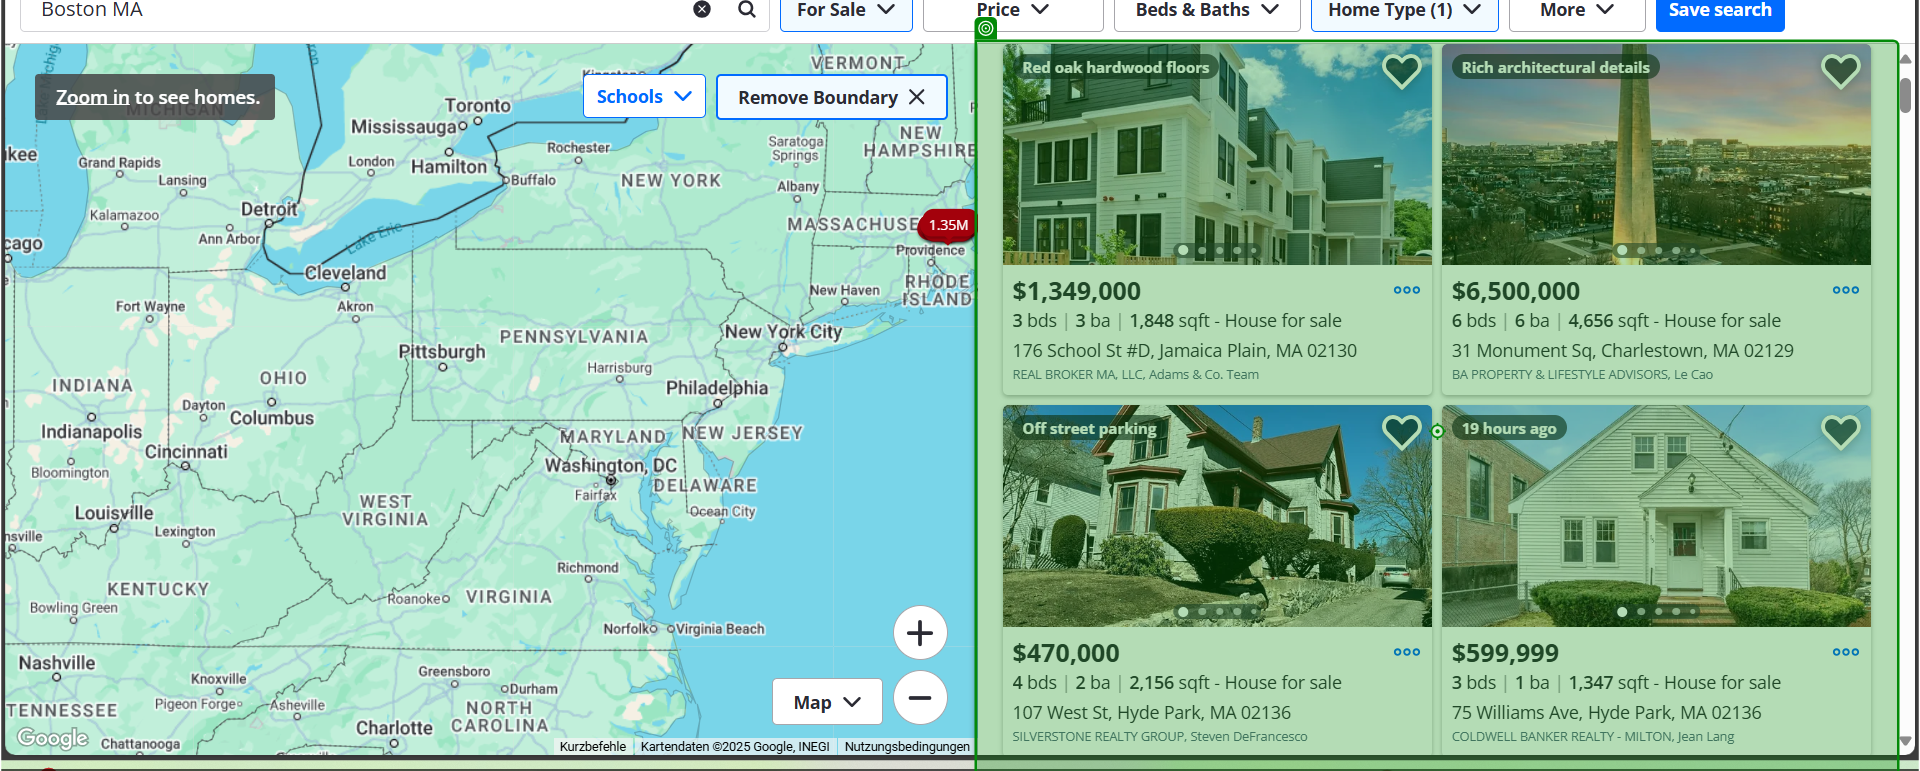 Boston MA
For Sale
Price
Beds & Baths
Home Type (1)
More
Save search
Zoom in to see homes.
Schools
Remove Boundary
VERMONT
MICHIGAN
Toronto
Mississauga
Hamilton
London
Rochester
Buffalo
NEW YORK
Saratoga
Springs
Albany
NEW
HAMPSHIRE
Grand Rapids
Lansing
Kalamazoo
Detroit
Ann Arbor
Lake Erie
Cleveland
Akron
Fort Wayne
MASSACHUSE
1.35M
Providence
RHODE
ISLAND
New Haven
New York City
PENNSYLVANIA
Pittsburgh
Harrisburg
Philadelphia
INDIANA
OHIO
Dayton
Columbus
Indianapolis
Cincinnati
Bloomington
MARYLAND
NEW JERSEY
Washington, DC
DELAWARE
Fairfax
Ocean City
WEST
VIRGINIA
Louisville
Lexington
nsville
KENTUCKY
Richmond
Bowling Green
Roanoke
VIRGINIA
Norfolk
Virginia Beach
Nashville
Knoxville
Greensboro
Durham
TENNESSEE
Pigeon Forge
Asheville
NORTH
CAROLINA
Charlotte
Chattanooga
Google
Map
Kurzbefehle
Kartendaten ©2025 Google, INEGI
Nutzungsbedingungen
Red oak hardwood floors
$1,349,000
3 bds | 3 ba | 1,848 sqft - House for sale
176 School St #D, Jamaica Plain, MA 02130
REAL BROKER MA, LLC, Adams & Co. Team
Rich architectural details
$6,500,000
6 bds | 6 ba | 4,656 sqft - House for sale
31 Monument Sq, Charlestown, MA 02129
BA PROPERTY & LIFESTYLE ADVISORS, Le Cao
Off street parking
$470,000
4 bds | 2 ba | 2,156 sqft - House for sale
107 West St, Hyde Park, MA 02136
SILVERSTONE REALTY GROUP, Steven DeFrancesco
19 hours ago
$599,999
3 bds | 1 ba | 1,347 sqft - House for sale
75 Williams Ave, Hyde Park, MA 02136
COLDWELL BANKER REALTY - MILTON, Jean Lang